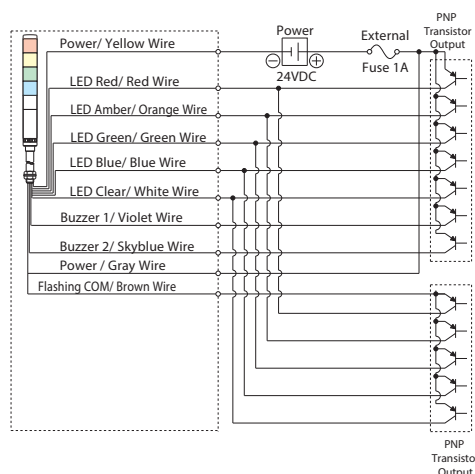 PNP
Transistor
Output
Power
External
Power/ Yellow Wire
24VDC
Fuse 1A
LED Red/ Red Wire
LED Amber/ Orange Wire
LED Green/ Green Wire
LED Blue/ Blue Wire
LED Clear/ White Wire
Buzzer 1/ Violet Wire
Buzzer 2/ Skyblue Wire
Power / Gray Wire
Flashing COM/ Brown Wire
PNP
Transisto
Output